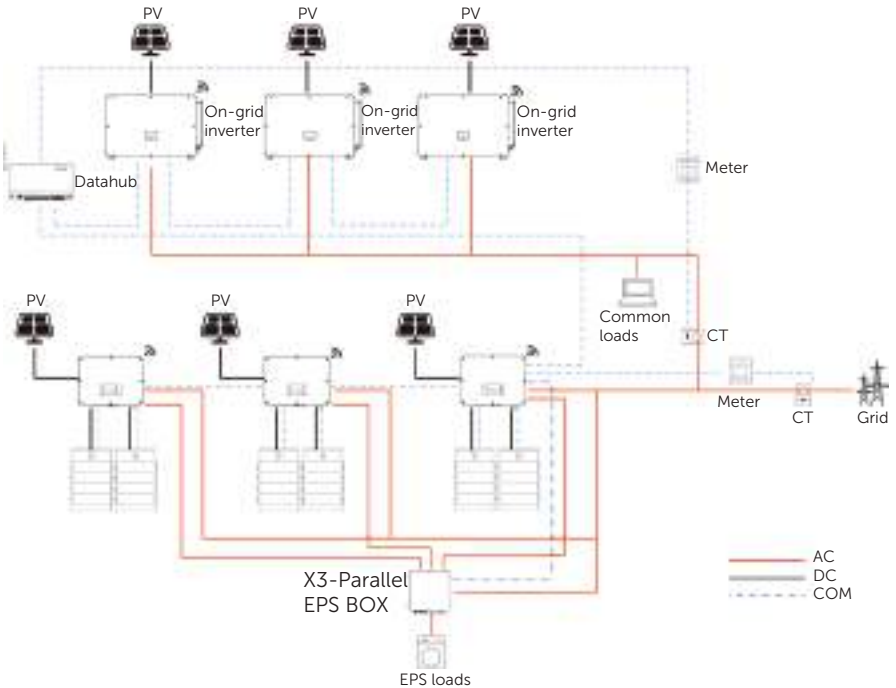 PV
PV
PV
On-grid
inverter
On-grid
inverter
On-grid
inverter
Datahub
Meter
PV
PV
PV
Common
loads
CT
Meter
CT
Grid
X3-Parallel
EPS BOX
AC
DC
COM
EPS loads